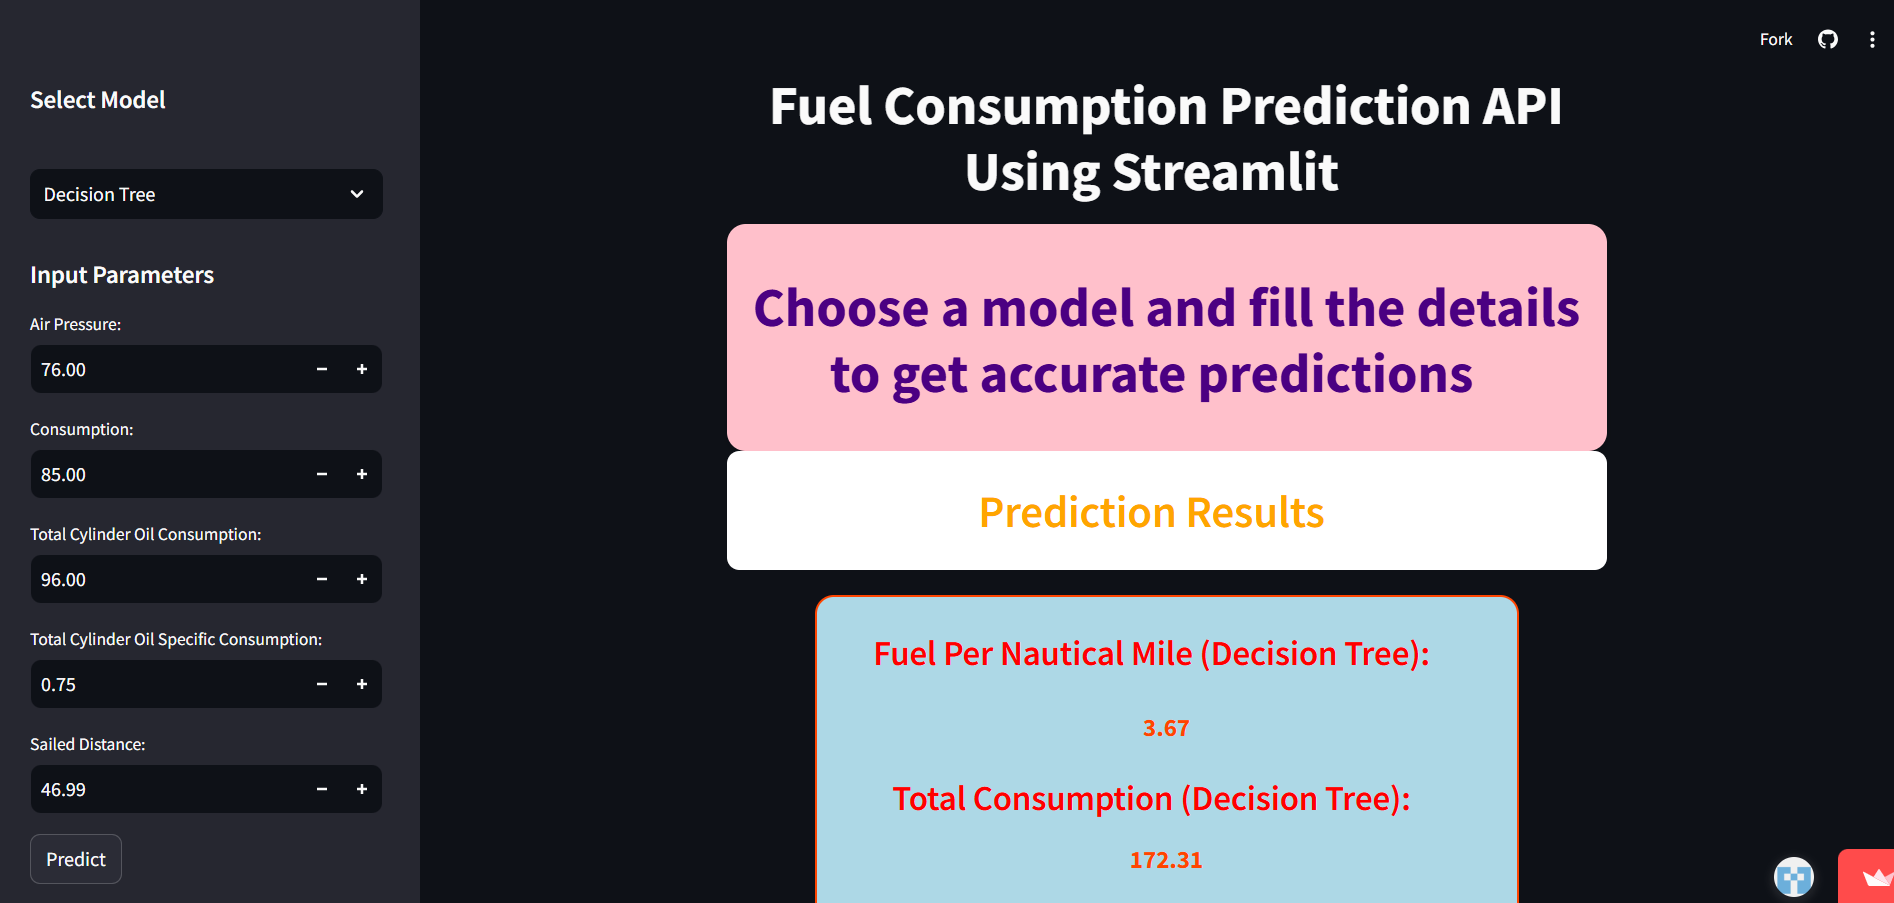 Fork
Select Model
Decision Tree
Input Parameters
Air Pressure:
76.00
Consumption:
85.00
Total Cylinder Oil Consumption:
96.00
Total Cylinder Oil Specific Consumption:
0.75
Sailed Distance:
46.99
Predict
Fuel Consumption Prediction API
Using Streamlit
Choose a model and fill the details
to get accurate predictions
Prediction Results
Fuel Per Nautical Mile (Decision Tree):
3.67
Total Consumption (Decision Tree):
172.31